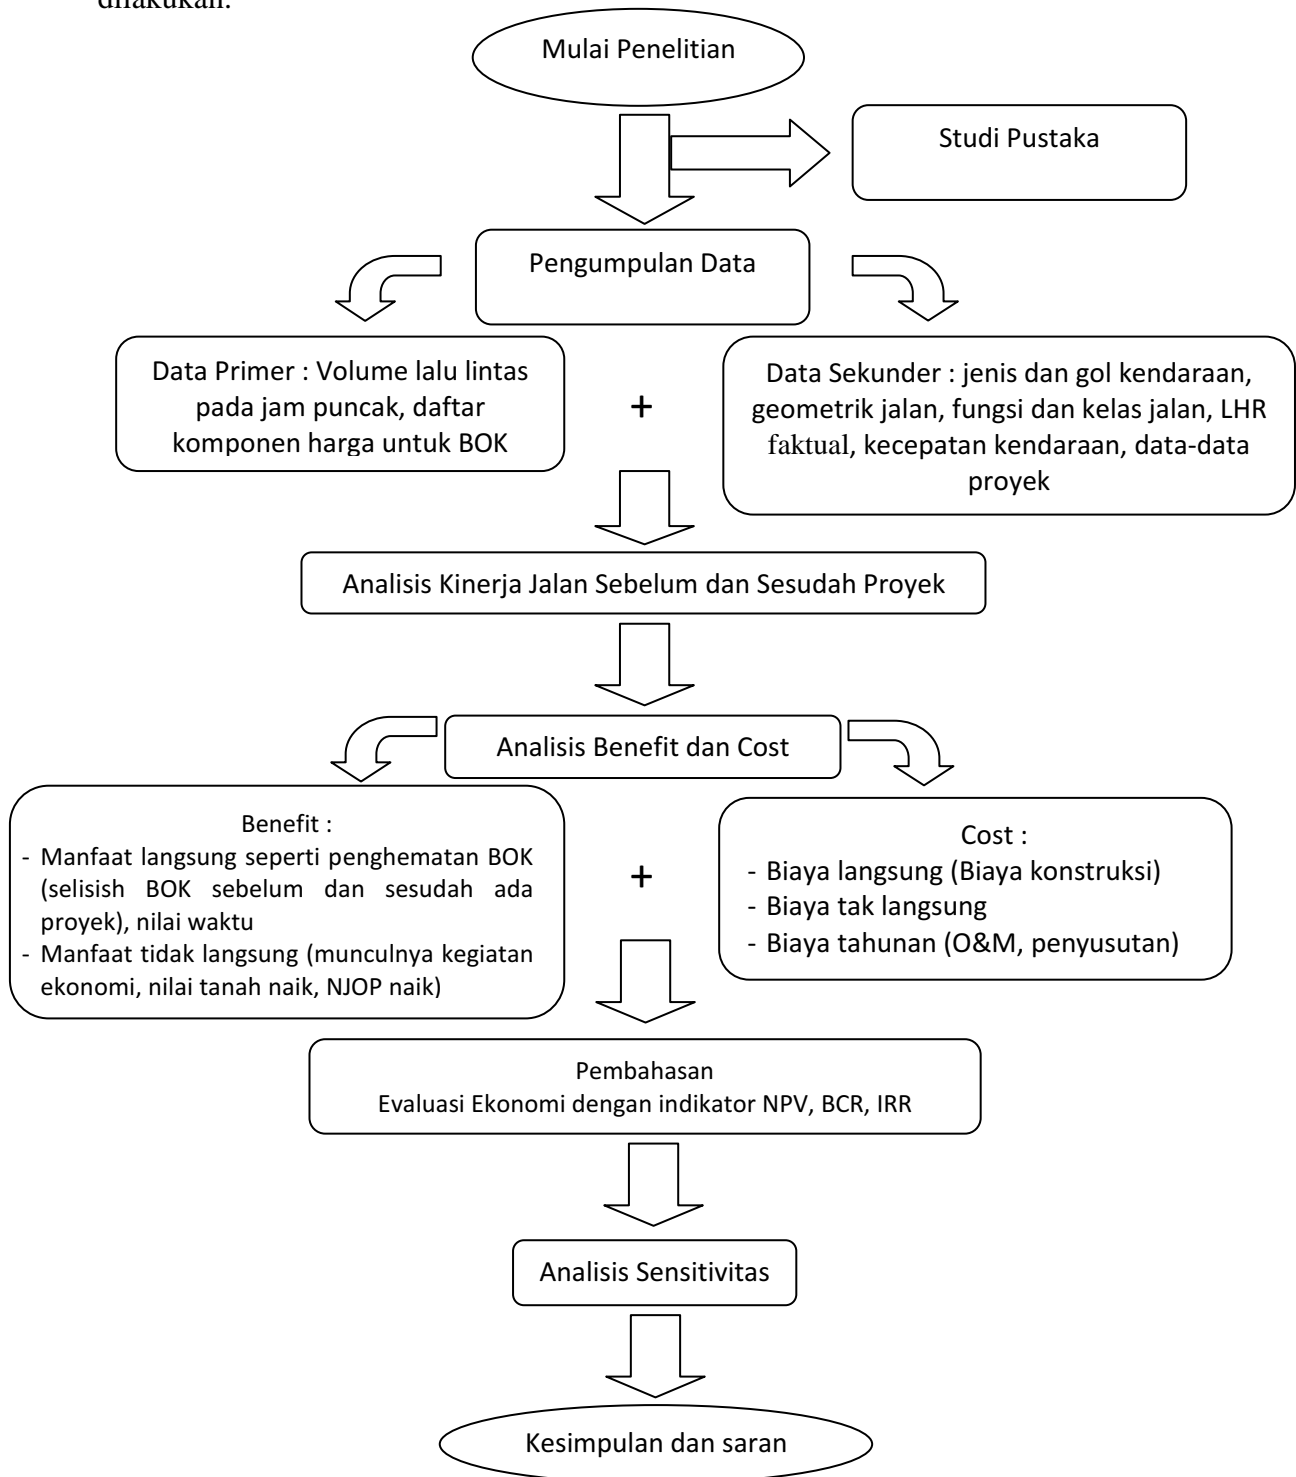 dilakukan.
Mulai Penelitian
Studi Pustaka
Pengumpulan Data
Data Primer : Volume lalu lintas
pada jam puncak, daftar
komponen harga untuk BOK
+
Data Sekunder : jenis dan gol kendaraan,
geometrik jalan, fungsi dan kelas jalan, LHR
faktual, kecepatan kendaraan, data-data
proyek
Analisis Kinerja Jalan Sebelum dan Sesudah Proyek
Analisis Benefit dan Cost
Benefit :
- Manfaat langsung seperti penghematan BOK
(selisish BOK sebelum dan sesudah ada
proyek), nilai waktu
- Manfaat tidak langsung (munculnya kegiatan
ekonomi, nilai tanah naik, NJOP naik)
+
Cost :
- Biaya langsung (Biaya konstruksi)
- Biaya tak langsung
- Biaya tahunan (O&M, penyusutan)
Pembahasan
Evaluasi Ekonomi dengan indikator NPV, BCR, IRR
Analisis Sensitivitas
Kesimpulan dan saran